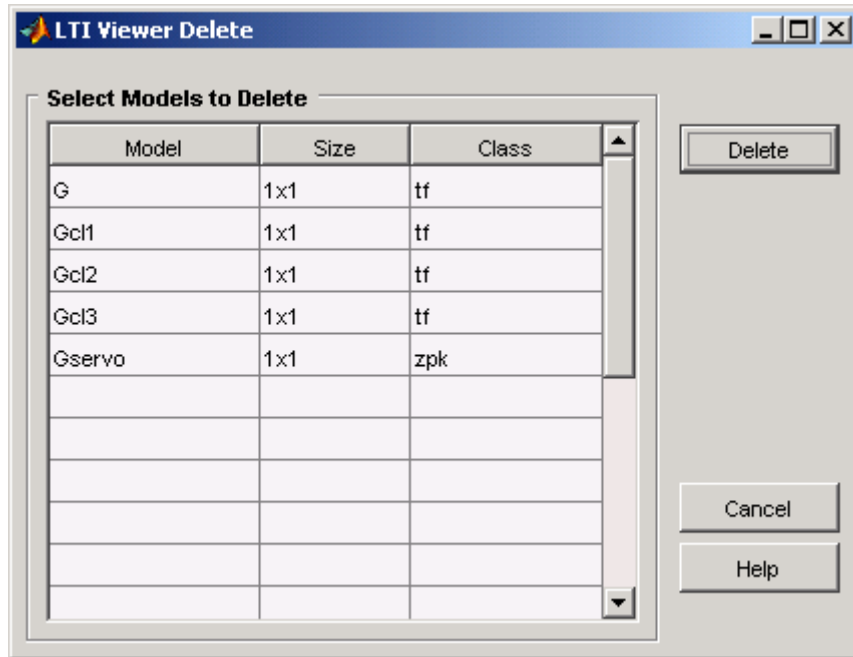 LTI Viewer Delete
Select Models to Delete
Model Size Class
G 1x1 tf
Gcl1 1x1 tf
Gcl2 1x1 tf
Gcl3 1x1 tf
Gservo 1x1 zpk
Delete
Cancel
Help